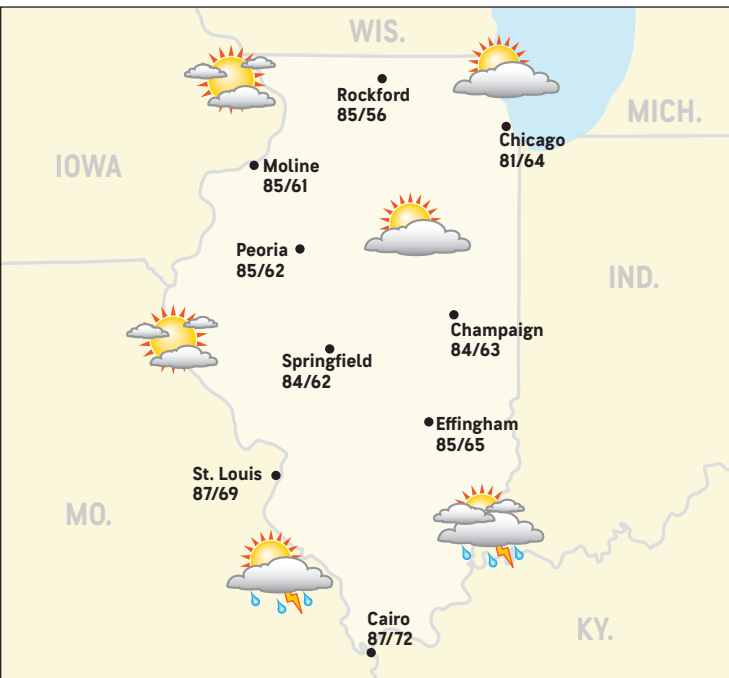 WIS.
Rockford
85/56
MICH.
Chicago
81/64
IOWA
Moline
85/61
Peoria
85/62
IND.
Champaign
84/63
Springfield
84/62
Effingham
85/65
St. Louis
87/69
MO.
Cairo
87/72
KY.